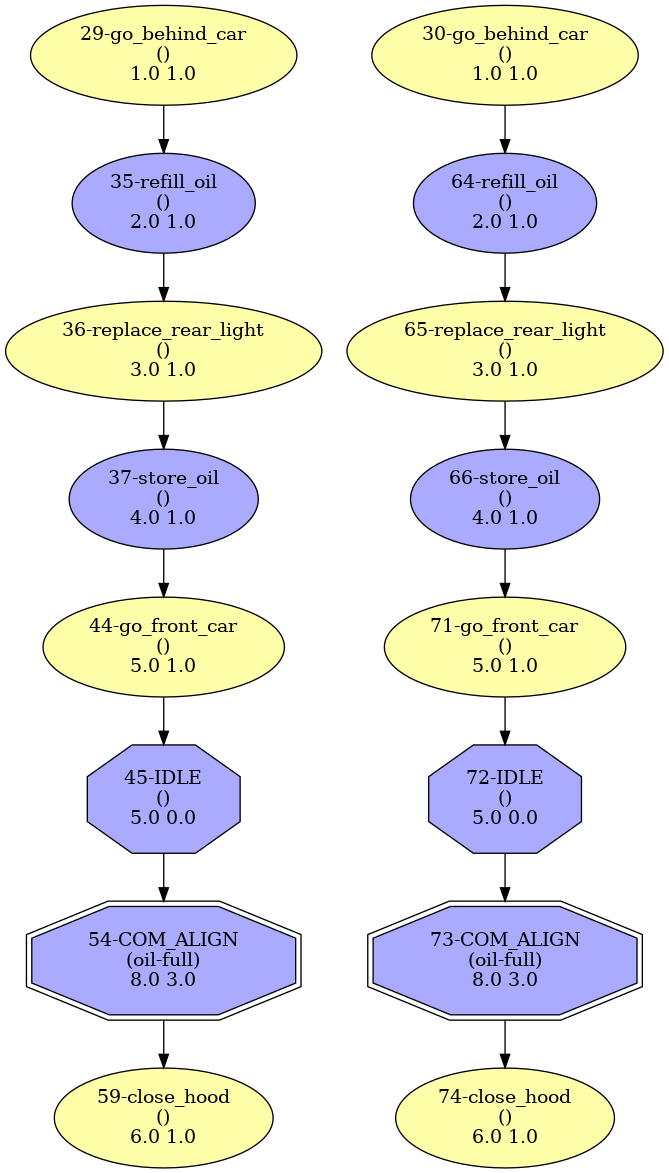 29-go_behind_car
()
1.0 1.0
35-refill_oil
()
2.0 1.0
36-replace_rear_light
()
3.0 1.0
37-store_oil
()
4.0 1.0
44-go_front_car
()
5.0 1.0
45-IDLE
()
5.0 0.0
54-COM_ALIGN
(oil-full)
8.0 3.0
59-close_hood
()
6.0 1.0
30-go_behind_car
()
1.0 1.0
64-refill_oil
()
2.0 1.0
65-replace_rear_light
()
3.0 1.0
66-store_oil
()
4.0 1.0
71-go_front_car
()
5.0 1.0
72-IDLE
()
5.0 0.0
73-COM_ALIGN
(oil-full)
8.0 3.0
74-close_hood
()
6.0 1.0